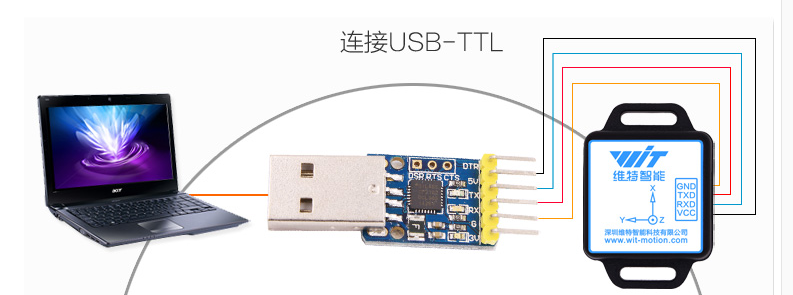 连接USB-TTL
DTR
DSR RTS CTS
5V
TX
RX
G
3V
acer
WIT
维特智能
X
Y
Z
GND
TXD
RXD
VCC
深圳维特智能科技有限公司
www.wit-motion.com